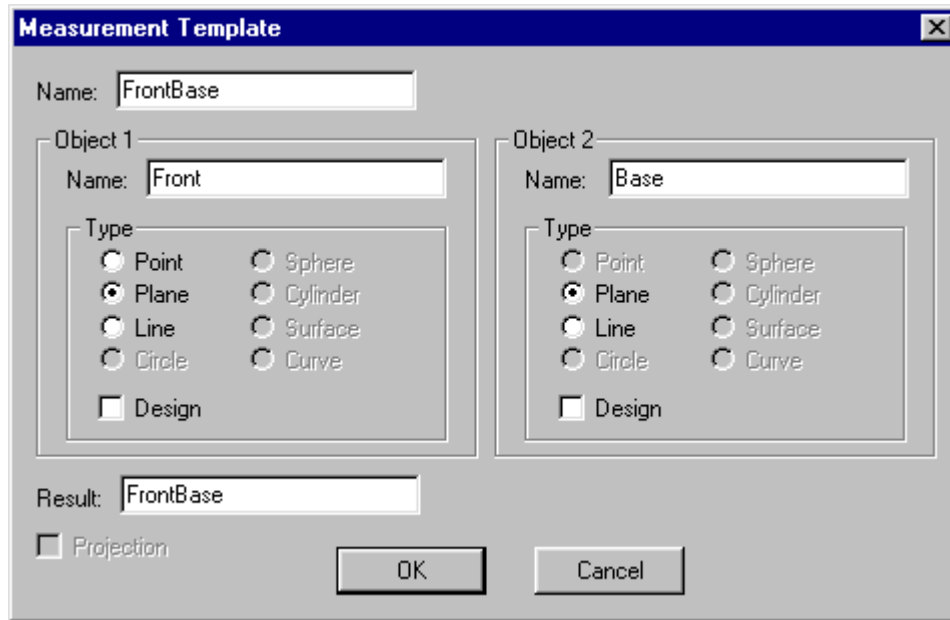 Measurement Template
Name: FrontBase
Object 1
Name: Front
Type
Point Sphere
Plane Cylinder
Line Surface
Circle Curve
Design
Object 2
Name: Base
Type
Point Sphere
Plane Cylinder
Line Surface
Circle Curve
Design
Result: FrontBase
Projection
OK Cancel